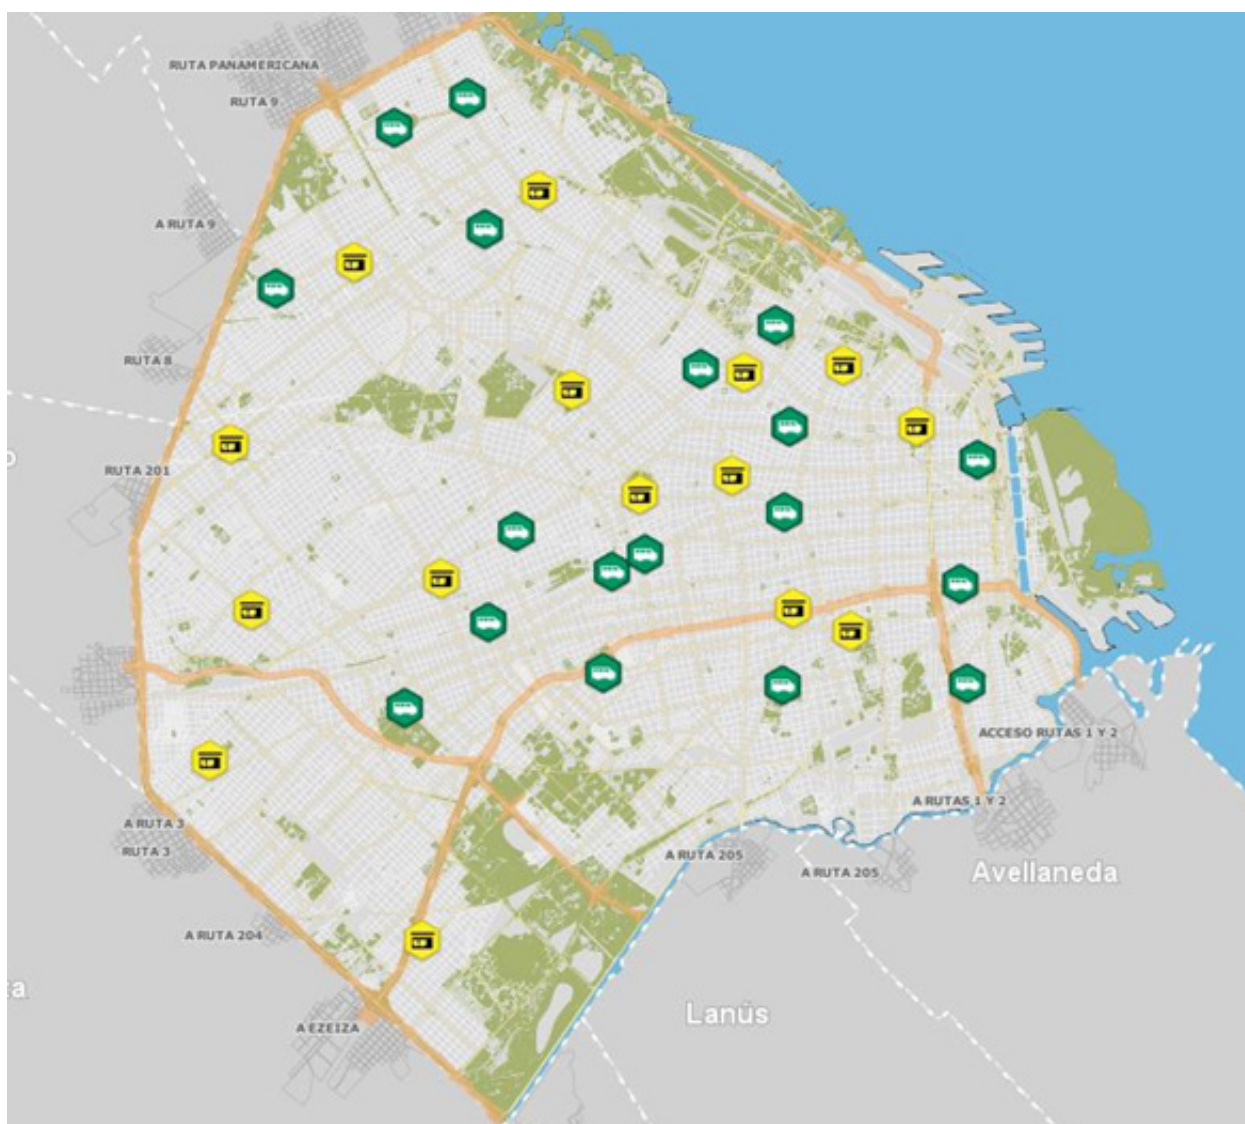 RUTA PANAMERICANA
RUTA 9
A RUTA 9
RUTA 8
RUTA 201
ACCESO RUTAS 1 Y 2
A RUTAS 1 Y 2
A RUTA 3
RUTA 3
A RUTA 205
A RUTA 205
Avellaneda
A RUTA 204
Lanús
A EZEIZA